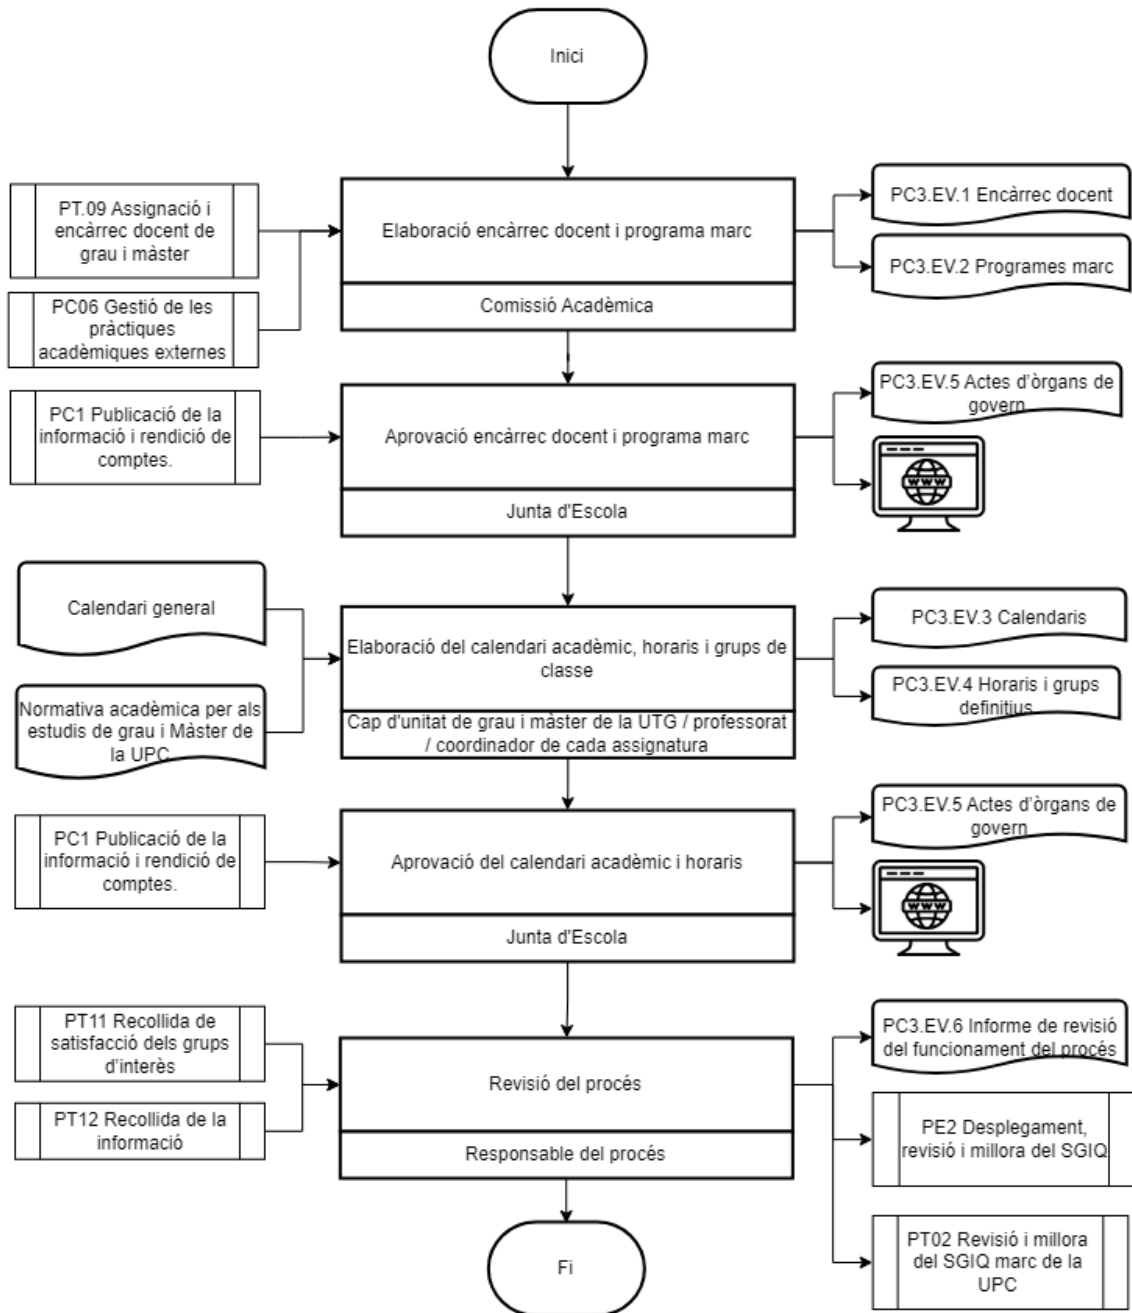 Inici
PT.09 Assignació i
encàrrec docent de
grau i màster
PC06 Gestió de les
pràctiques
acadèmiques externes
Elaboració encàrrec docent i programa marc
Comissió Acadèmica
PC3.EV.1 Encàrrec docent
PC3.EV.2 Programes marc
PC1 Publicació de la
informació i rendició de
comptes.
Aprovació encàrrec docent i programa marc
Junta d'Escola
PC3.EV.5 Actes d'òrgans de
govern
WWW
Calendari general
Normativa acadèmica per als
estudis de grau i Màster de
la UPC
Elaboració del calendari acadèmic, horaris i grups de
classe
Cap d'unitat de grau i màster de la UTG / professorat
/ coordinador de cada assignatura
PC3.EV.3 Calendaris
PC3.EV.4 Horaris i grups
definitius
PC1 Publicació de la
informació i rendició de
comptes.
Aprovació del calendari acadèmic i horaris
Junta d'Escola
PC3.EV.5 Actes d'òrgans de
govern
WWW
PT11 Recollida de
satisfacció dels grups
d'interès
PT12 Recollida de la
informació
Revisió del procés
Responsable del procés
PC3.EV.6 Informe de revisió
del funcionament del procés
PE2 Desplegament,
revisió i millora del SGIQ
PT02 Revisió i millora
del SGIQ marc de la
UPC
Fi